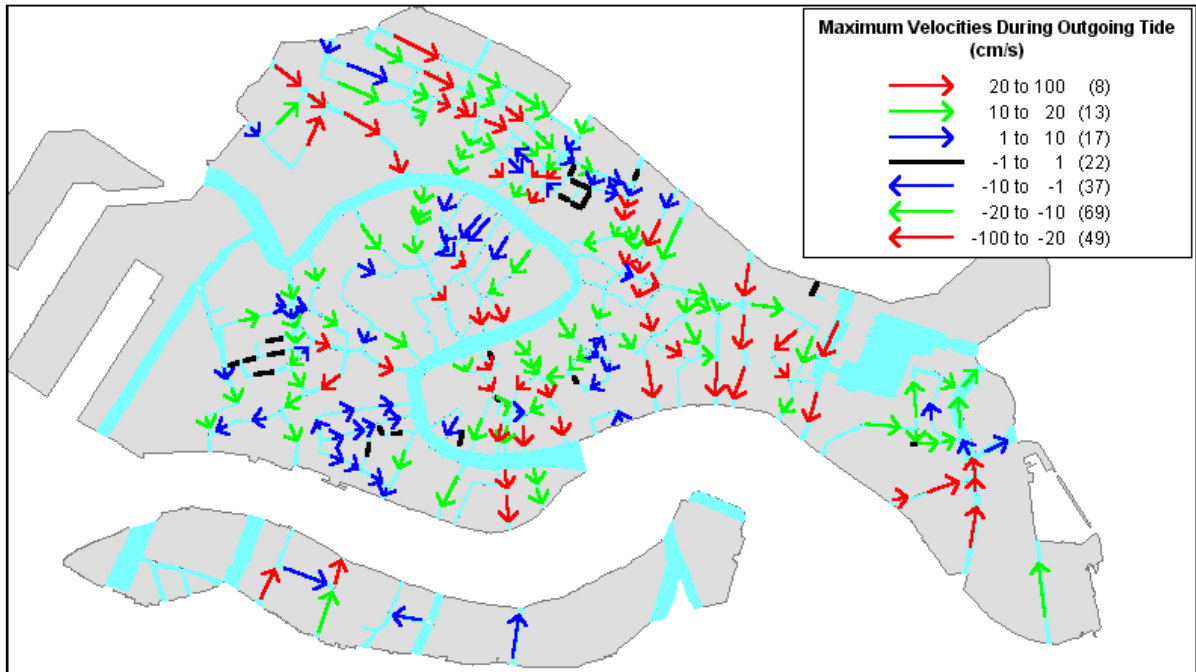 Maximum Velocities During Outgoing Tide
(cm/s)
20 to 100 (8)
10 to 20 (13)
1 to 10 (17)
-1 to 1 (22)
-10 to -1 (37)
-20 to -10 (69)
-100 to -20 (49)